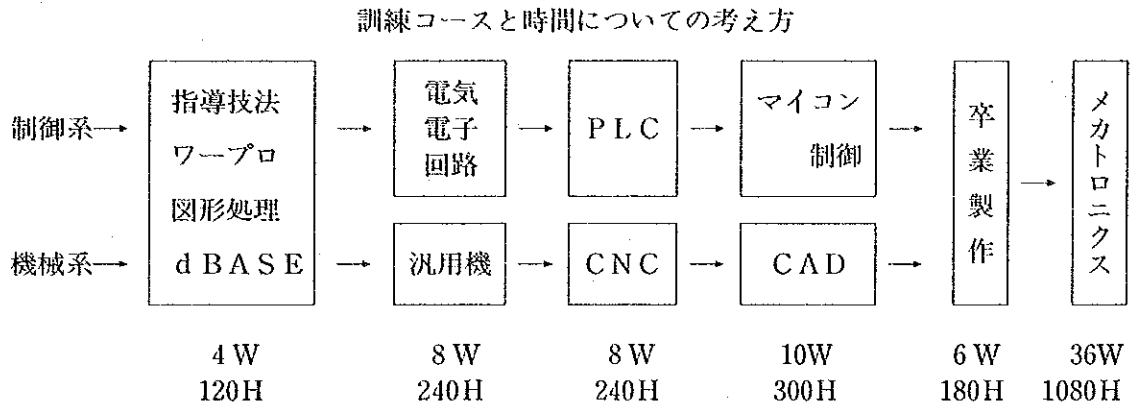 訓練コースと時間についての考え方
制御系
機械系
指導技法
ワープロ
図形処理
dBASE
電気
電子
回路
汎用機
PLC
CNC
マイコン
制御
CAD
卒業製作
メカトロニクス
4W
120H
8W
240H
8W
240H
10W
300H
6W
180H
36W
1080H